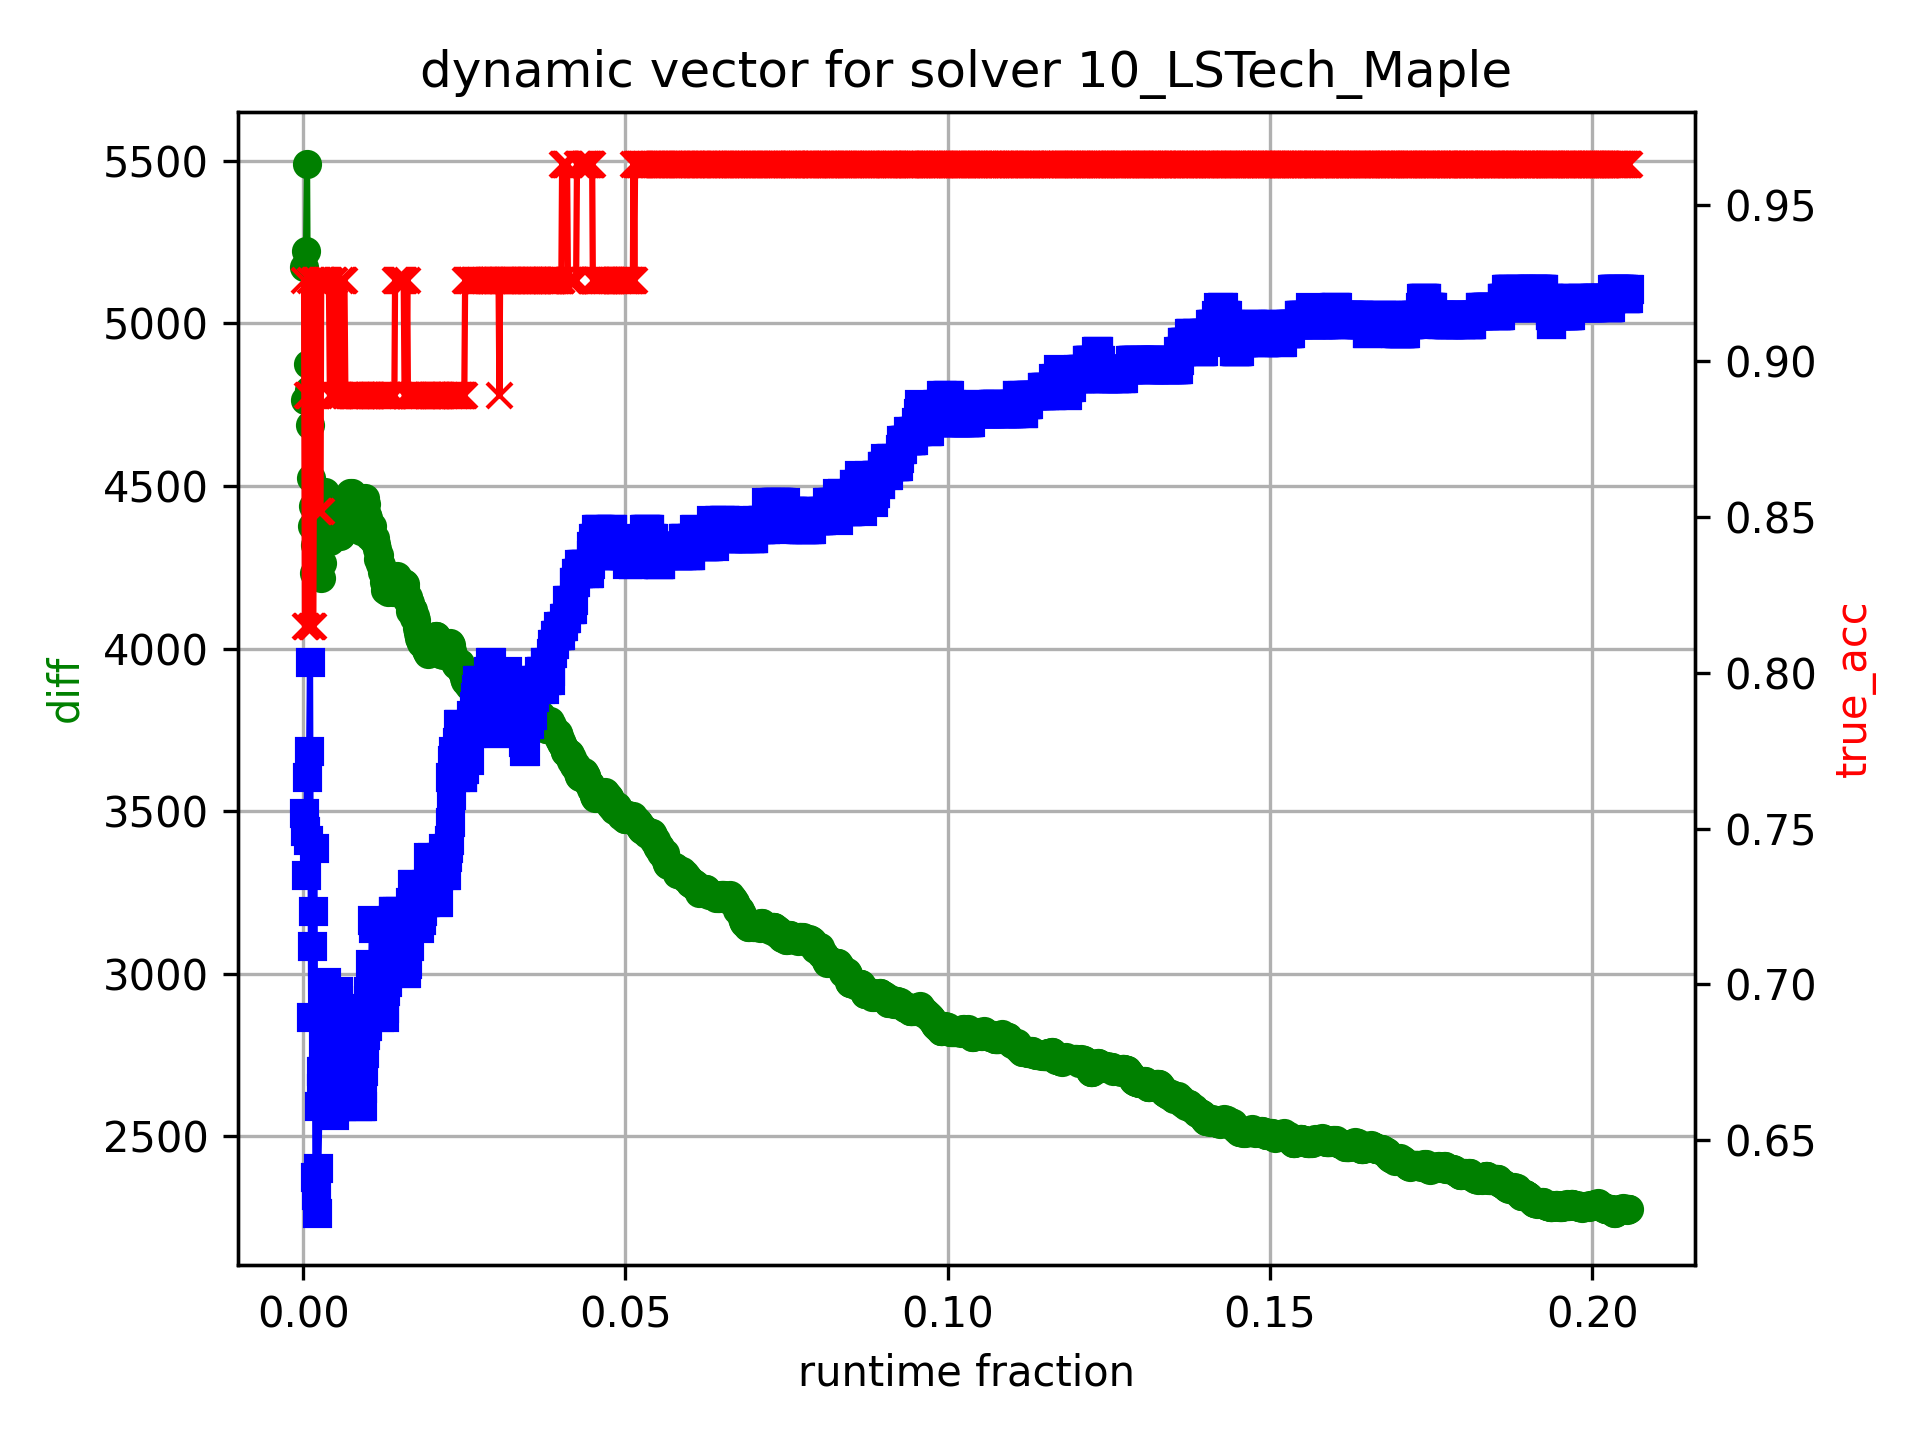 dynamic vector for solver 10_LSTech_Maple
5500
5000
4500
4000
3500
3000
2500
diff
0.95
0.90
0.85
0.80
0.75
0.70
0.65
true_acc
0.00 0.05 0.10 0.15 0.20
runtime fraction